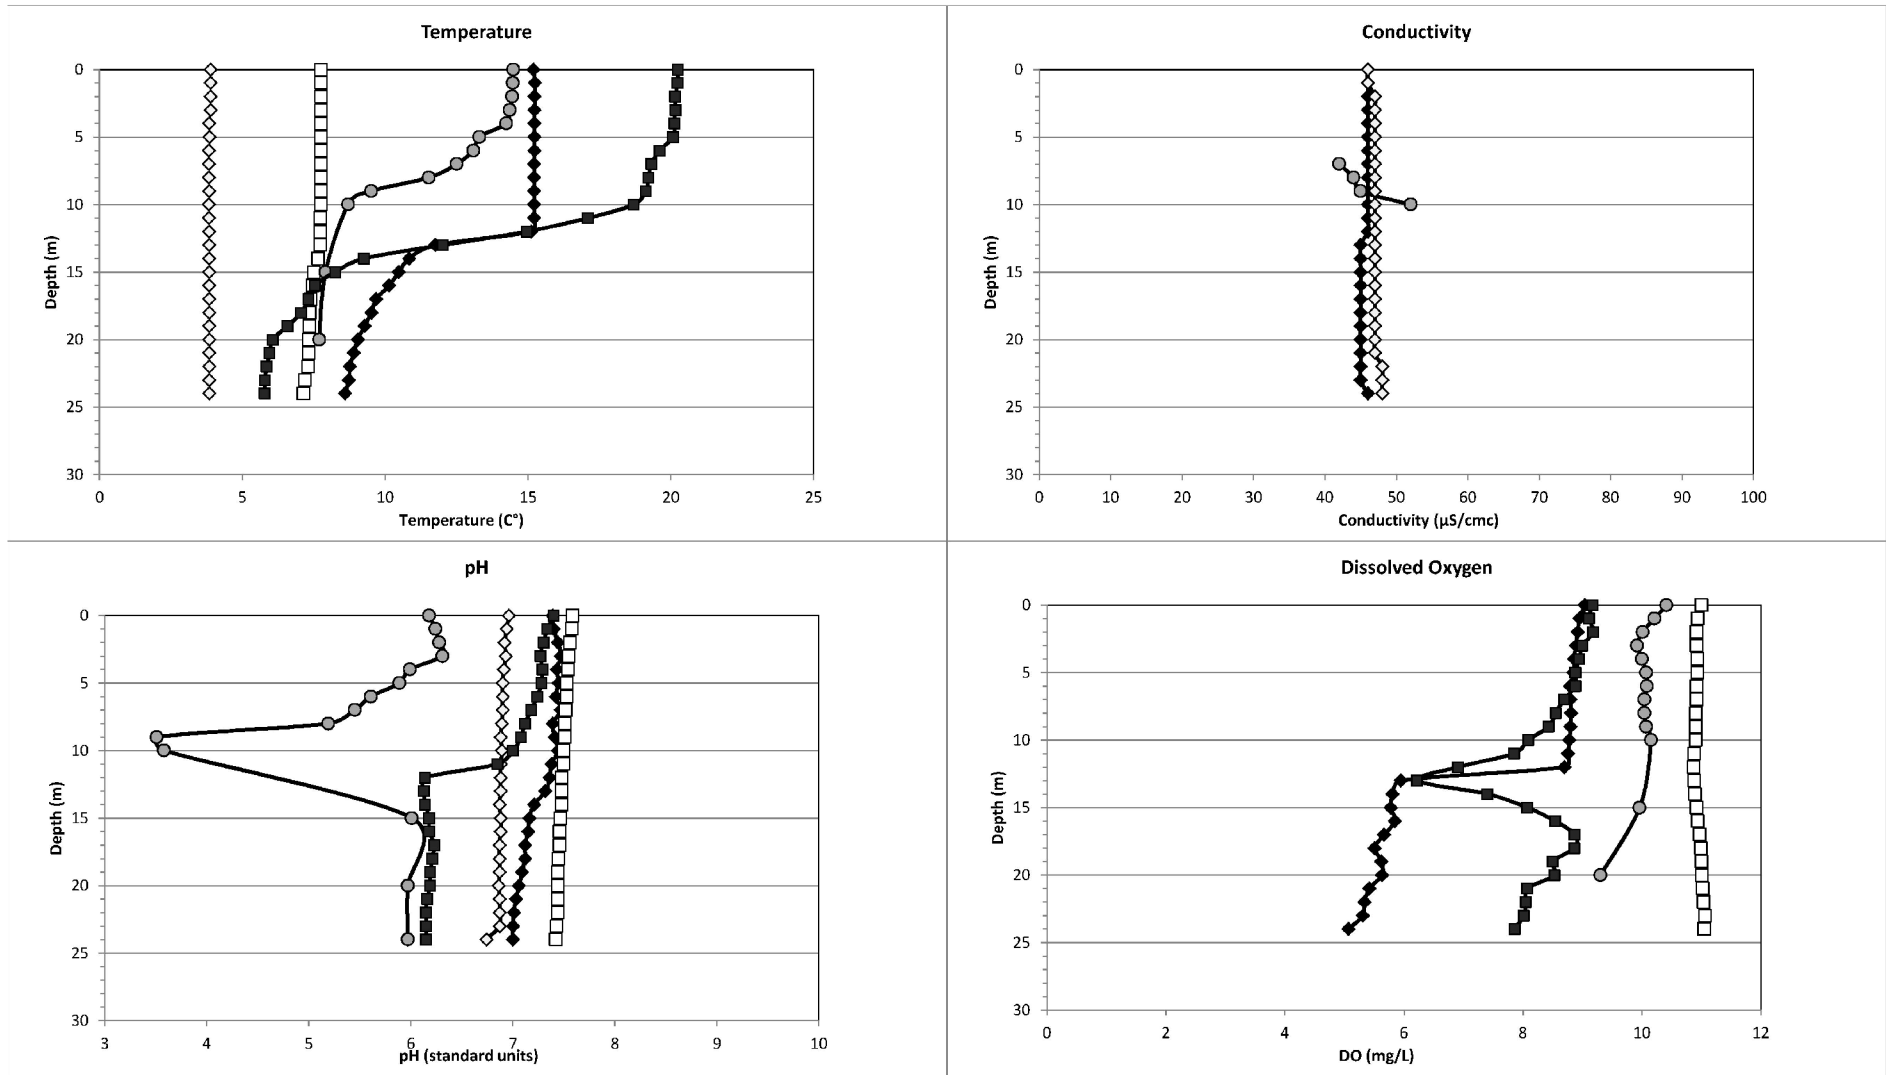 Temperature
0
5
10
15
20
25
30
Depth (m)
0 5 10 15 20 25
Temperature (C°)
Conductivity
0
5
10
15
20
25
30
Depth (m)
0 10 20 30 40 50 60 70 80 90 100
Conductivity (µS/cmc)
pH
0
5
10
15
20
25
30
Depth (m)
3 4 5 6 7 8 9 10
pH (standard units)
Dissolved Oxygen
0
5
10
15
20
25
30
Depth (m)
0 2 4 6 8 10 12
DO (mg/L)